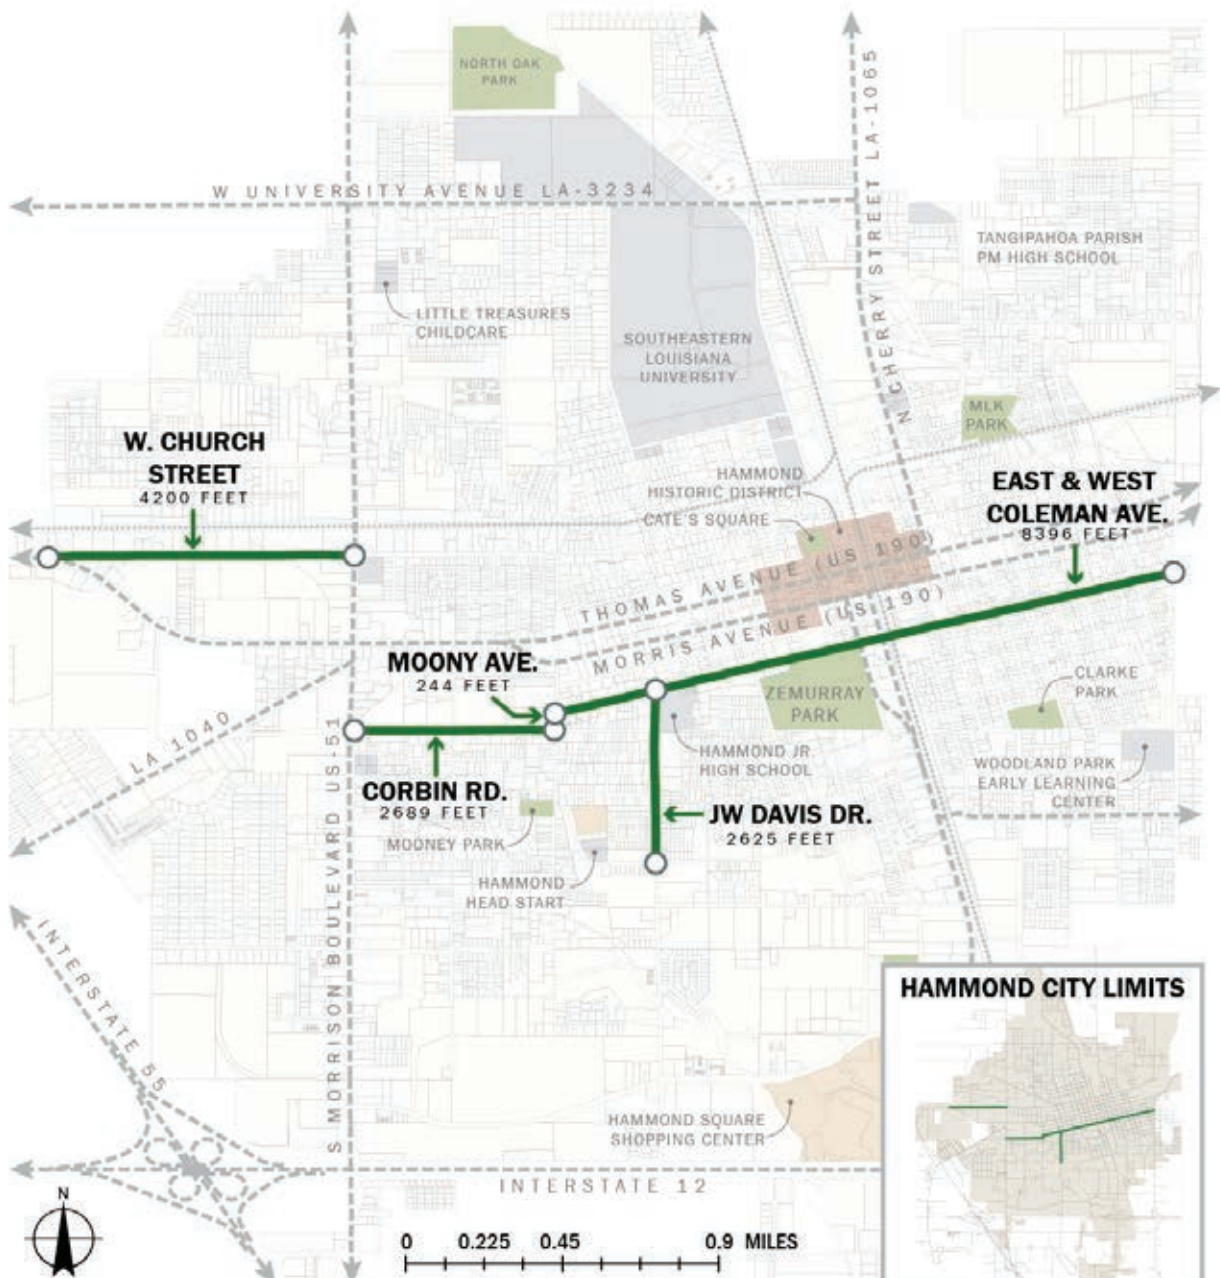 NORTH OAK
PARK
W UNIVERSITY AVENUE LA-3234
N CHERRY STREET LA-1065
TANGIPAHOA PARISH
PM HIGH SCHOOL
LITTLE TREASURES
CHILDCARE
SOUTHEASTERN
LOUISIANA
UNIVERSITY
MLK
PARK
W. CHURCH
STREET
4200 FEET
HAMMOND
HISTORIC DISTRICT
CATE'S SQUARE
EAST & WEST
COLEMAN AVE.
8396 FEET
THOMAS AVENUE (US 190)
MORRIS AVENUE (US 190)
MOONY AVE.
244 FEET
ZEMURRAY
PARK
CLARKE
PARK
LA 1040
S MORRISON BOULEVARD US-51
HAMMOND JR
HIGH SCHOOL
WOODLAND PARK
EARLY LEARNING
CENTER
CORBIN RD.
2689 FEET
MOONEY PARK
JW DAVIS DR.
2625 FEET
HAMMOND
HEAD START
INTERSTATE 55
HAMMOND CITY LIMITS
HAMMOND SQUARE
SHOPPING CENTER
INTERSTATE 12
N
0 0.225 0.45 0.9 MILES